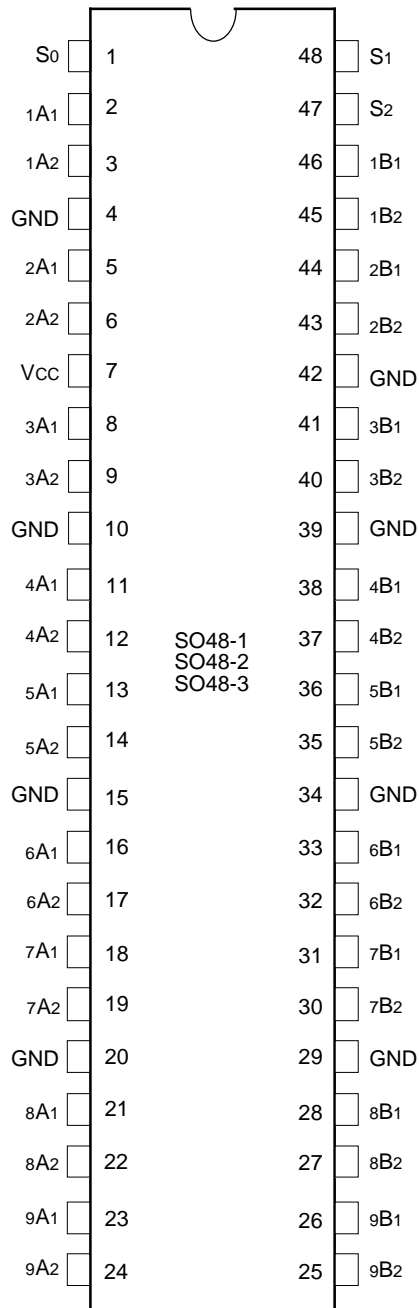 S0 1 48 S1
1A1 2 47 S2
1A2 3 46 1B1
GND 4 45 1B2
2A1 5 44 2B1
2A2 6 43 2B2
VCC 7 42 GND
3A1 8 41 3B1
3A2 9 40 3B2
GND 10 39 GND
4A1 11 38 4B1
4A2 12 37 4B2
SO48-1
SO48-2
SO48-3
5A1 13 36 5B1
5A2 14 35 5B2
GND 15 34 GND
6A1 16 33 6B1
6A2 17 32 6B2
7A1 18 31 7B1
7A2 19 30 7B2
GND 20 29 GND
8A1 21 28 8B1
8A2 22 27 8B2
9A1 23 26 9B1
9A2 24 25 9B2